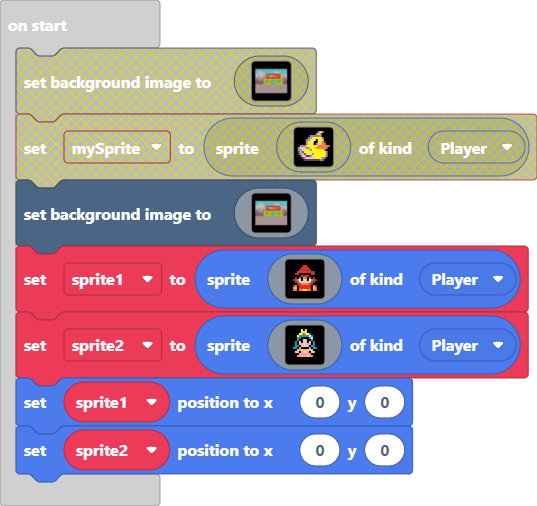 on start
set background image to
set mySprite to sprite of kind Player
set background image to
set sprite1 to sprite of kind Player
set sprite2 to sprite of kind Player
set sprite1 position to x 0 y 0
set sprite2 position to x 0 y 0